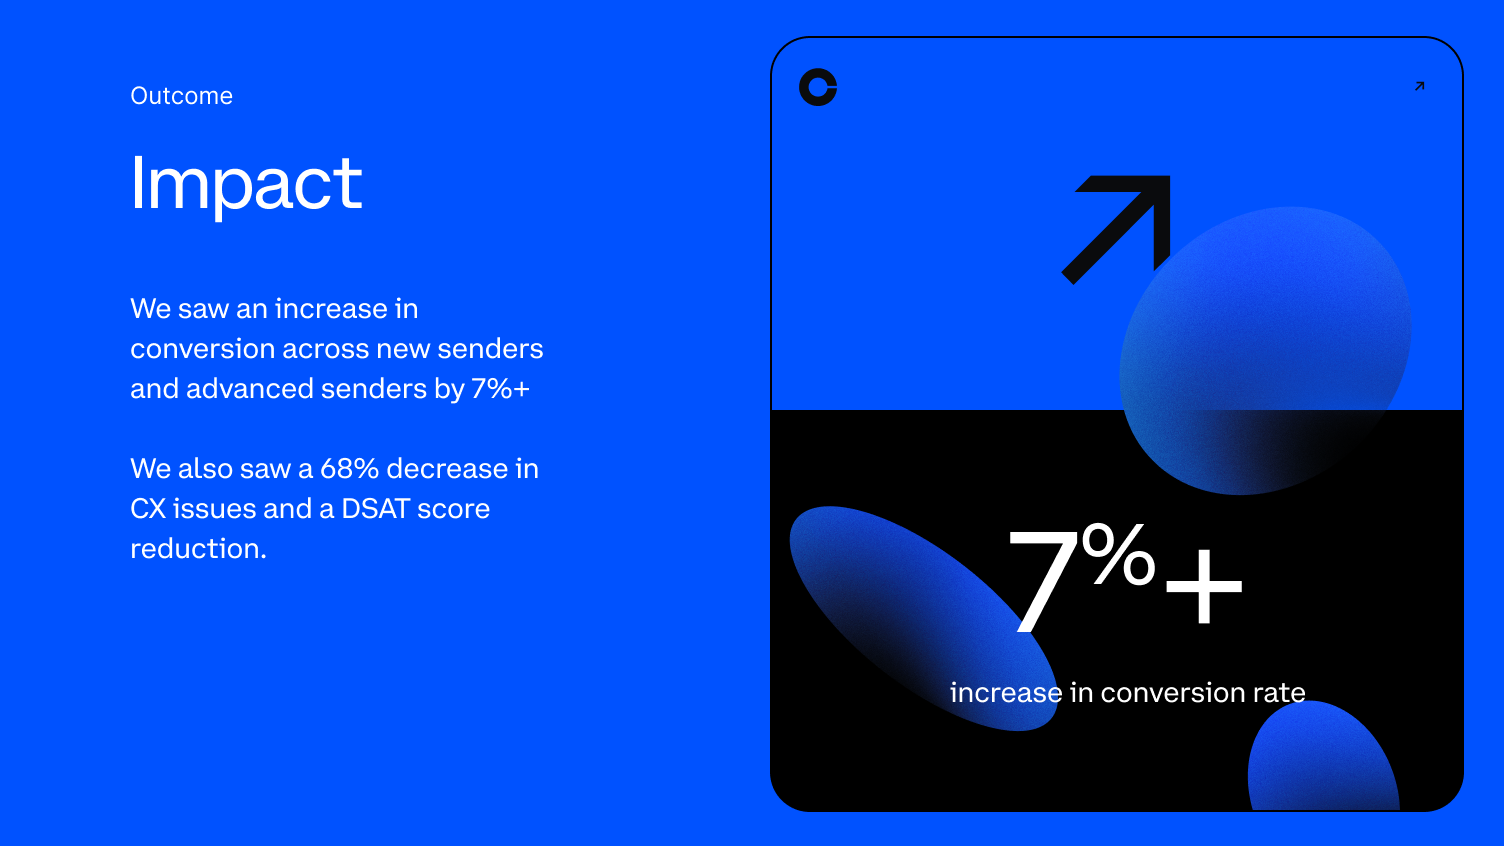 Outcome
Impact
We saw an increase in
conversion across new senders
and advanced senders by 7%+
We also saw a 68% decrease in
CX issues and a DSAT score
reduction.
7%+
increase in conversion rate